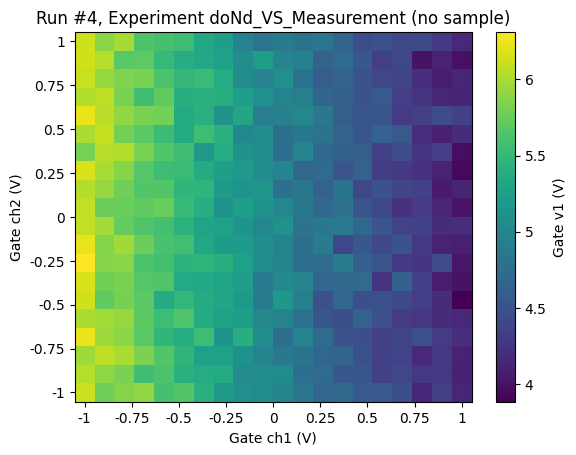 Run #4, Experiment doNd_VS_Measurement (no sample)
1
0.75
0.5
0.25
0
-0.25
-0.5
-0.75
-1
Gate ch2 (V)
-1 -0.75 -0.5 -0.25 0 0.25 0.5 0.75 1
Gate ch1 (V)
6
5.5
5
4.5
4
Gate v1 (V)